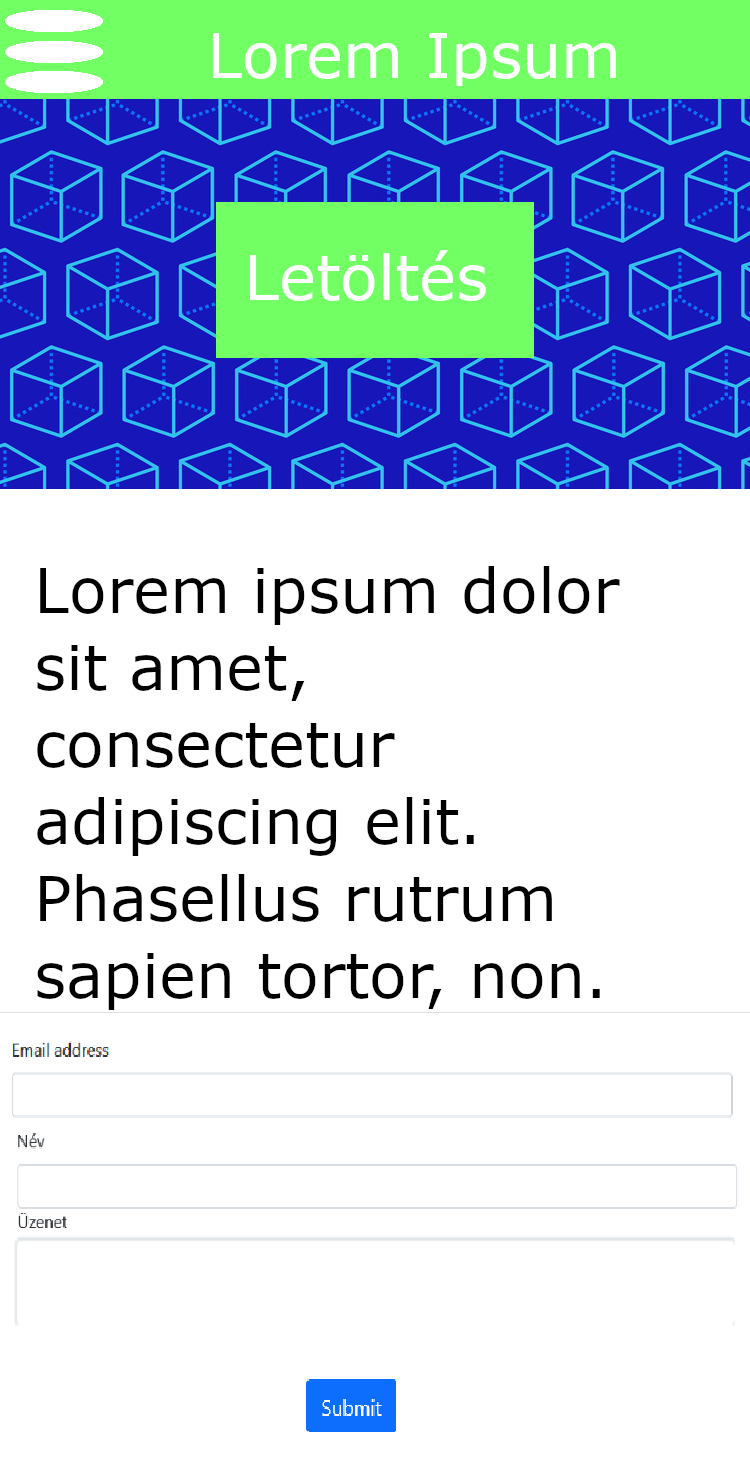 Lorem Ipsum
Letöltés
Lorem ipsum dolor
sit amet,
consectetur
adipiscing elit.
Phasellus rutrum
sapien tortor, non.
Email address
Név
Üzenet
Submit